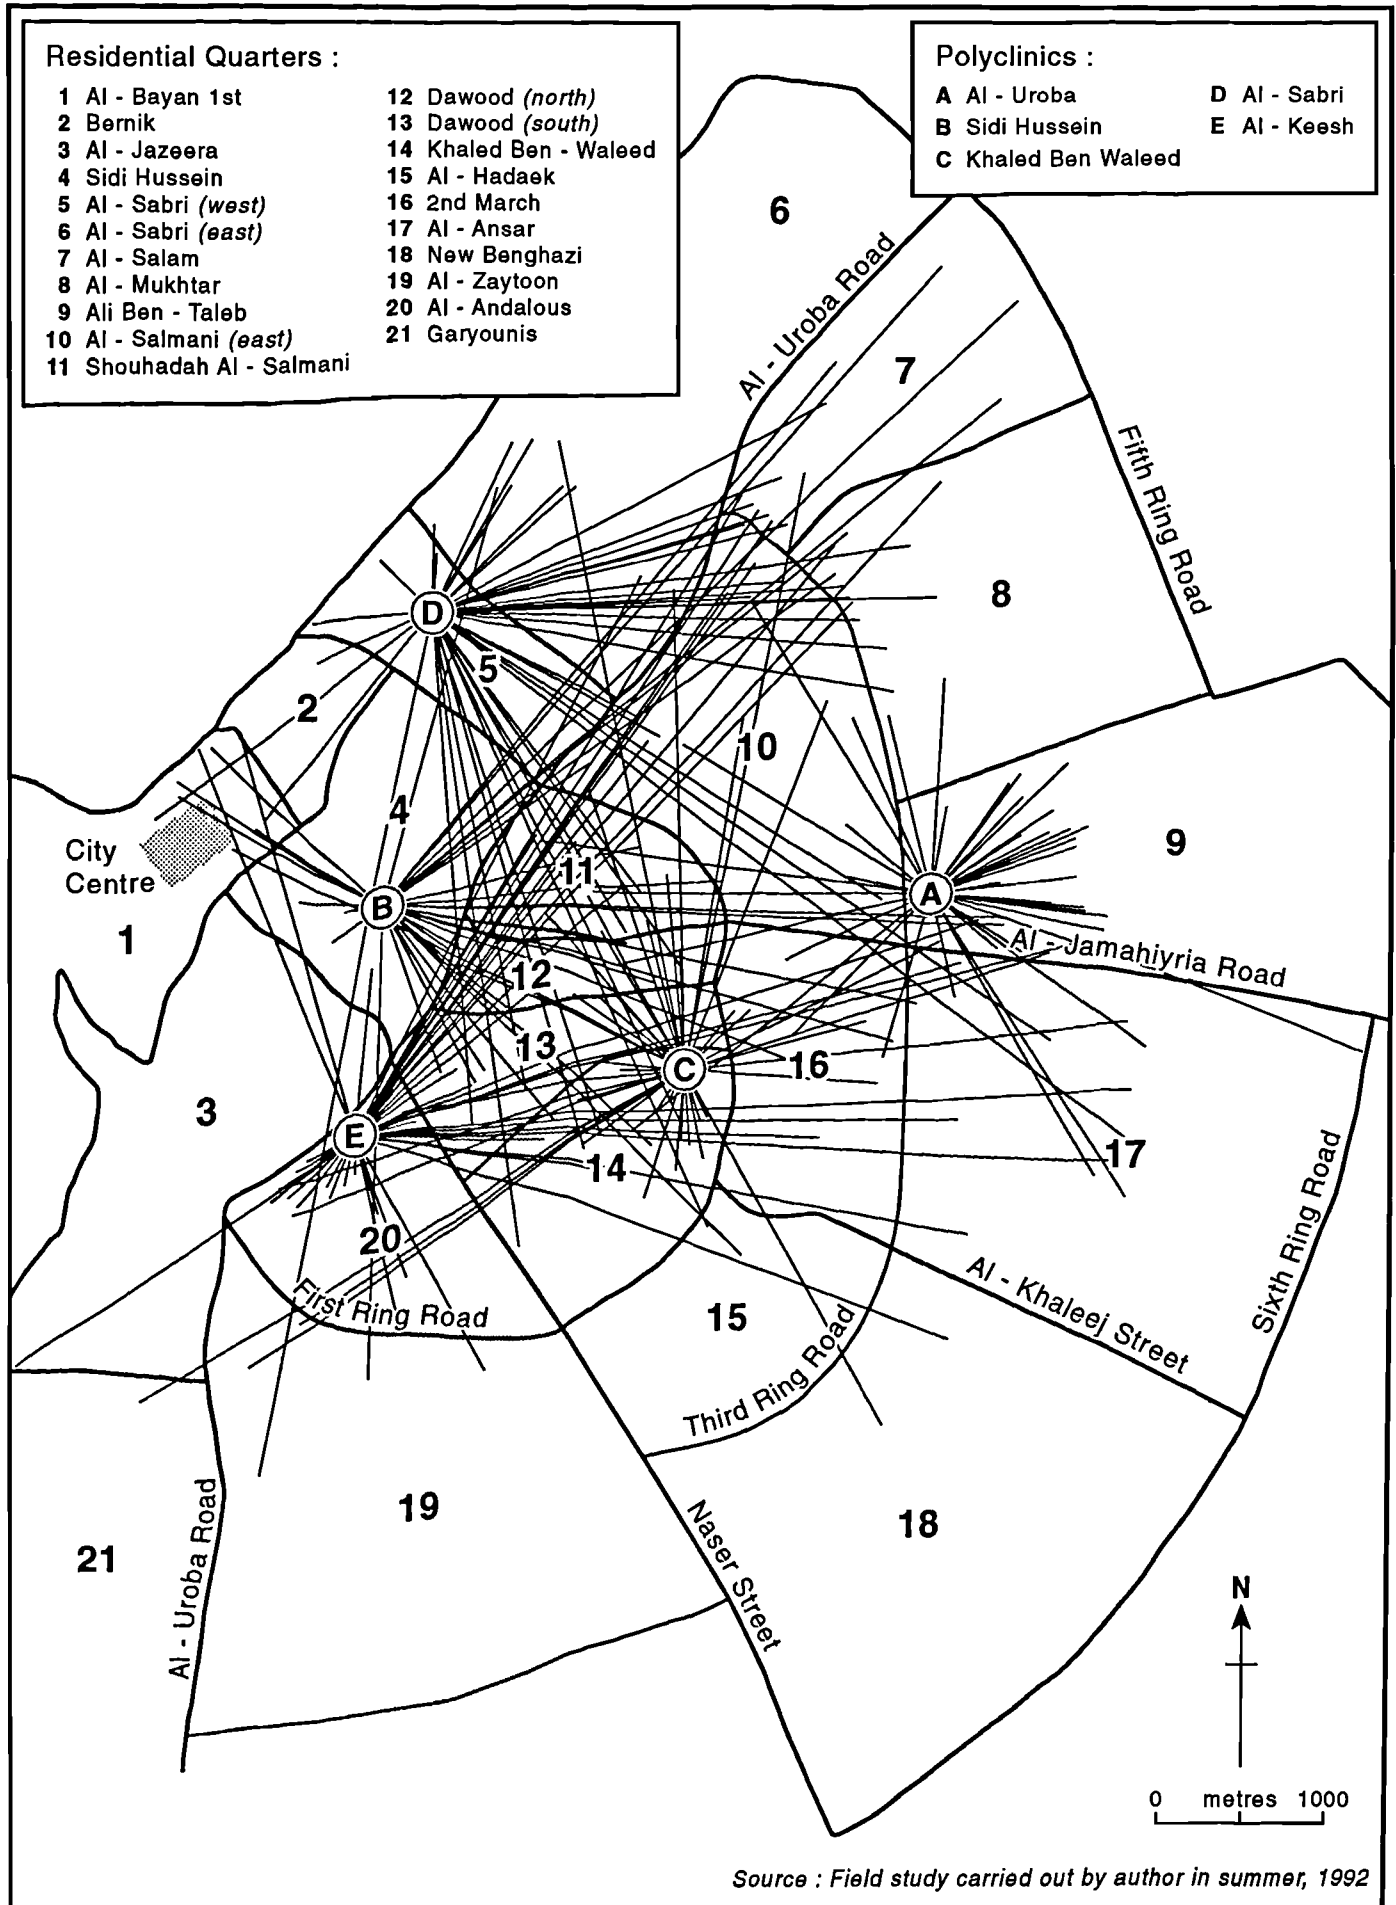 Residential Quarters :
1 Al - Bayan 1st
2 Bernik
3 Al - Jazeera
4 Sidi Hussein
5 Al - Sabri (west)
6 Al - Sabri (east)
7 Al - Salam
8 Al - Mukhtar
9 Ali Ben - Taleb
10 Al - Salmani (east)
11 Shouhadah Al - Salmani
12 Dawood (north)
13 Dawood (south)
14 Khaled Ben - Waleed
15 Al - Hadaek
16 2nd March
17 Al - Ansar
18 New Benghazi
19 Al - Zaytoon
20 Al - Andalous
21 Garyounis
Polyclinics :
A Al - Uroba
B Sidi Hussein
C Khaled Ben Waleed
D Al - Sabri
E Al - Keesh
6
Al - Uroba Road
7
Fifth Ring Road
8
D
5
2
10
4
City
Centre
11
9
A
B
1
Al - Jamahiyria Road
12
13
C
16
3
E
14
17
20
First Ring Road
15
Al - Khaleej Street
Sixth Ring Road
Third Ring Road
19
18
21
Al - Uroba Road
Naser Street
N
0 metres 1000
Source : Field study carried out by author in summer, 1992